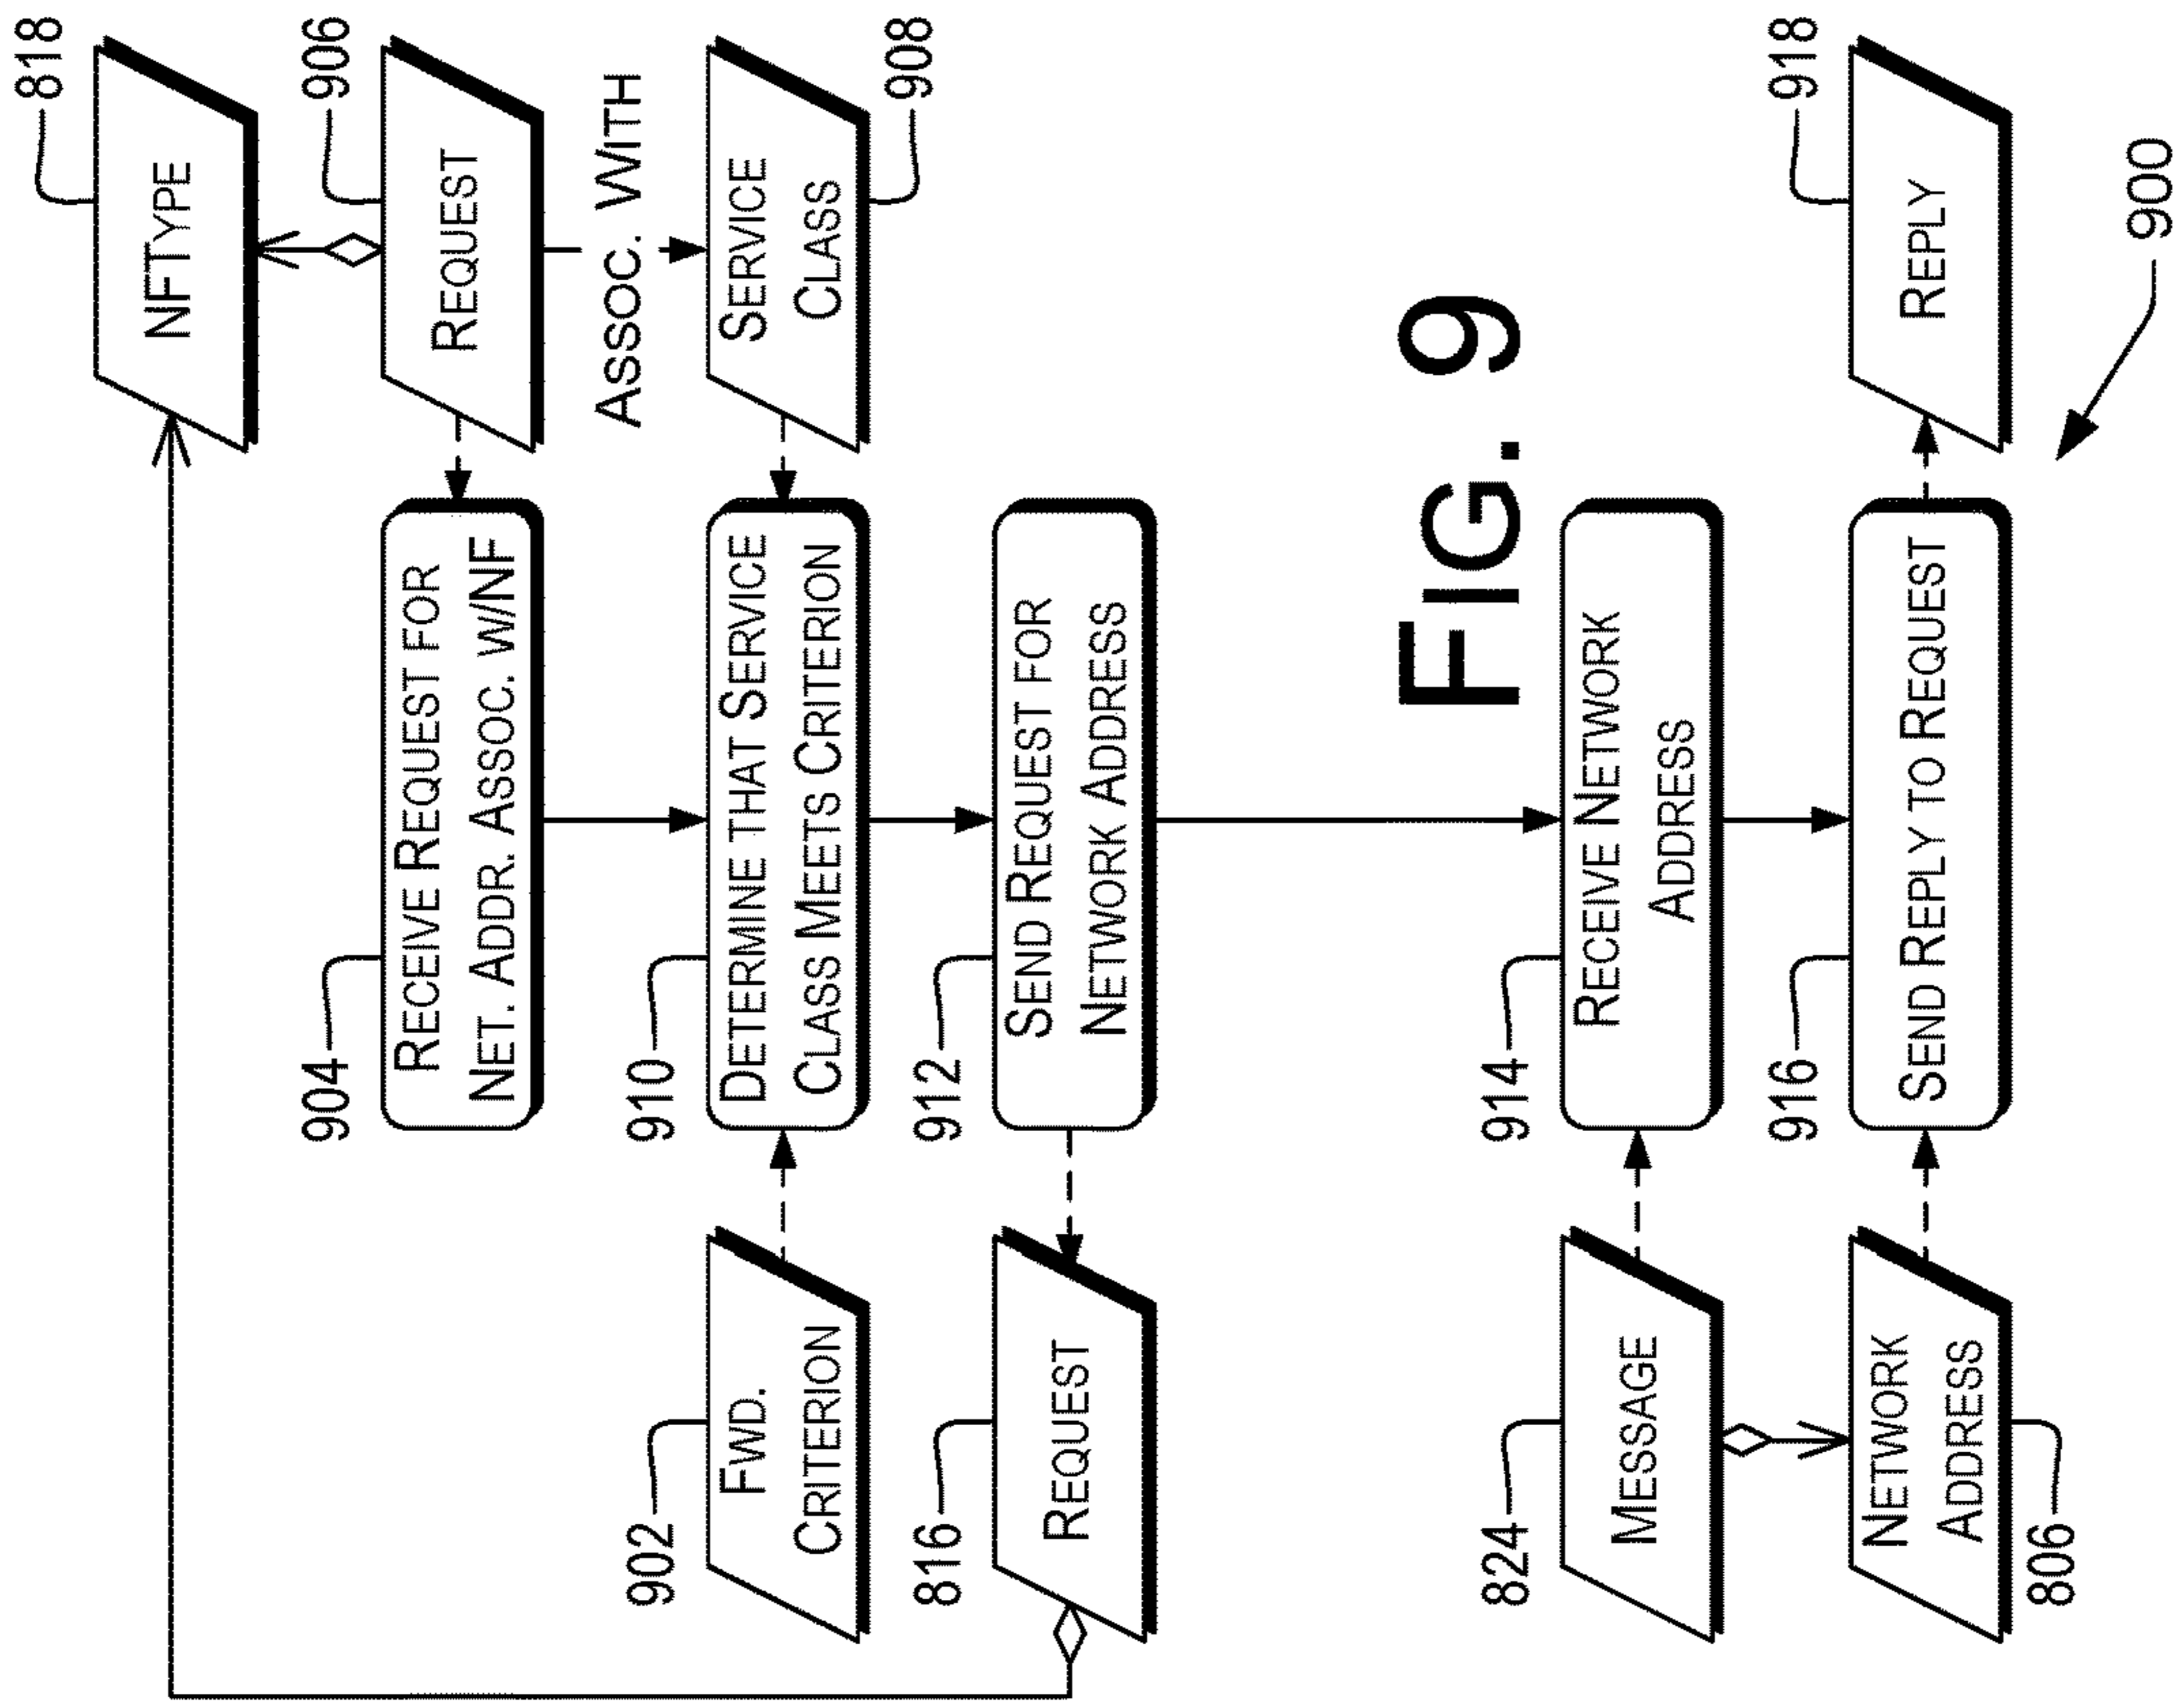 818
NFTYPE
906
904
RECEIVE REQUEST FOR
NET. ADDR. ASSOC. W/NF
REQUEST
ASSOC. WITH
902
FWD.
CRITERION
910
DETERMINE THAT SERVICE
CLASS MEETS CRITERION
SERVICE
CLASS
908
816
REQUEST
912
SEND REQUEST FOR
NETWORK ADDRESS
FIG. 9
824
MESSAGE
914
RECEIVE NETWORK
ADDRESS
918
NETWORK
ADDRESS
806
916
SEND REPLY TO REQUEST
REPLY
900